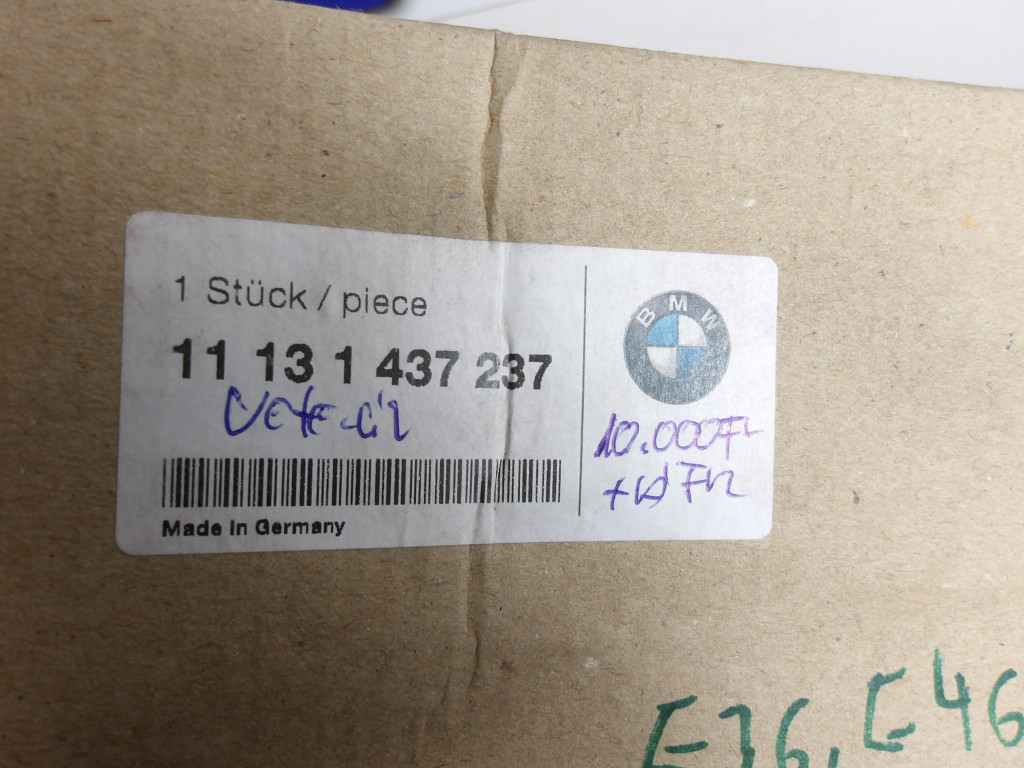 1 Stück / piece
11 13 1 437 237
Made in Germany
BMW
10.000Ft
E36, E46